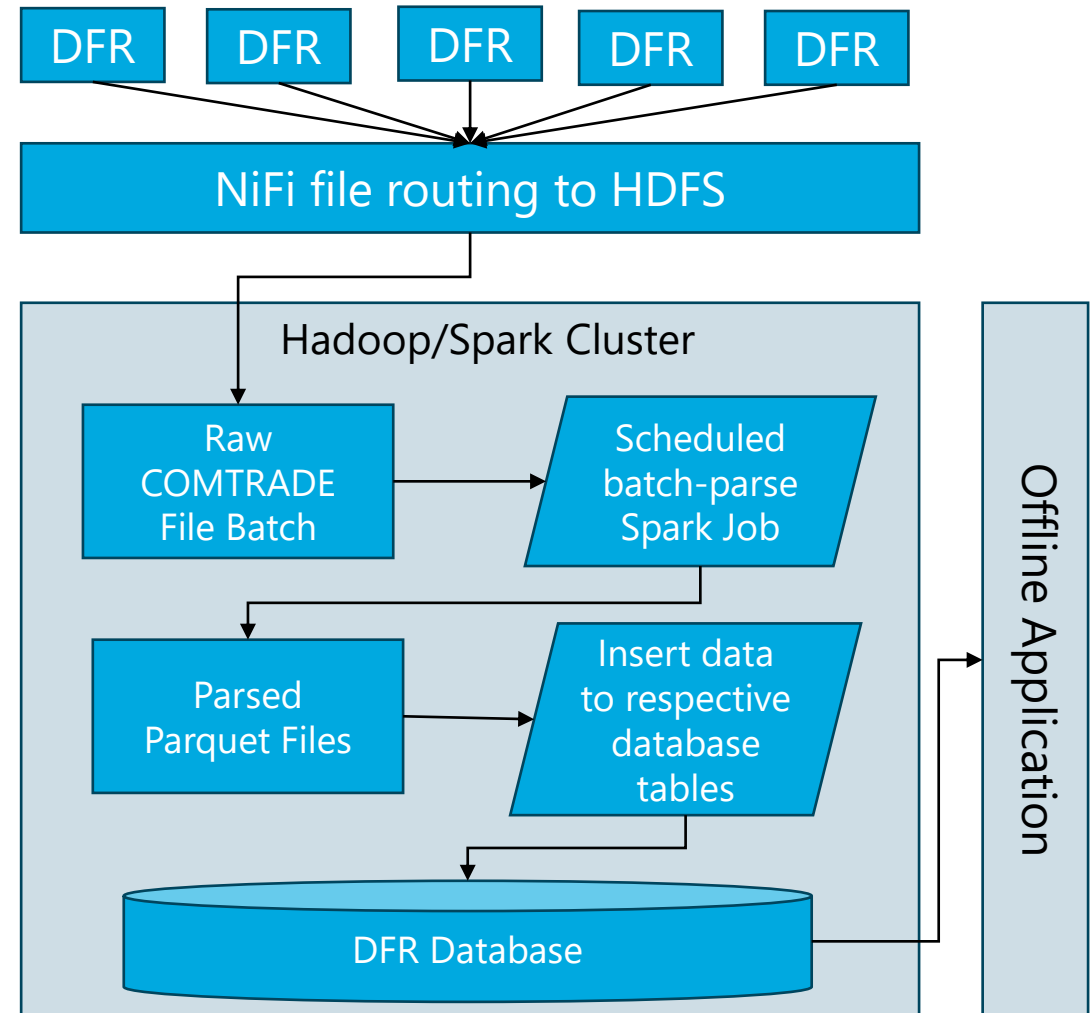 DFR
DFR
DFR
DFR
DFR
NiFi file routing to HDFS
Hadoop/Spark Cluster
Raw
COMTRADE
File Batch
Scheduled
batch-parse
Spark Job
Parsed
Parquet Files
Insert data
to respective
database
tables
DFR Database
Offline Application